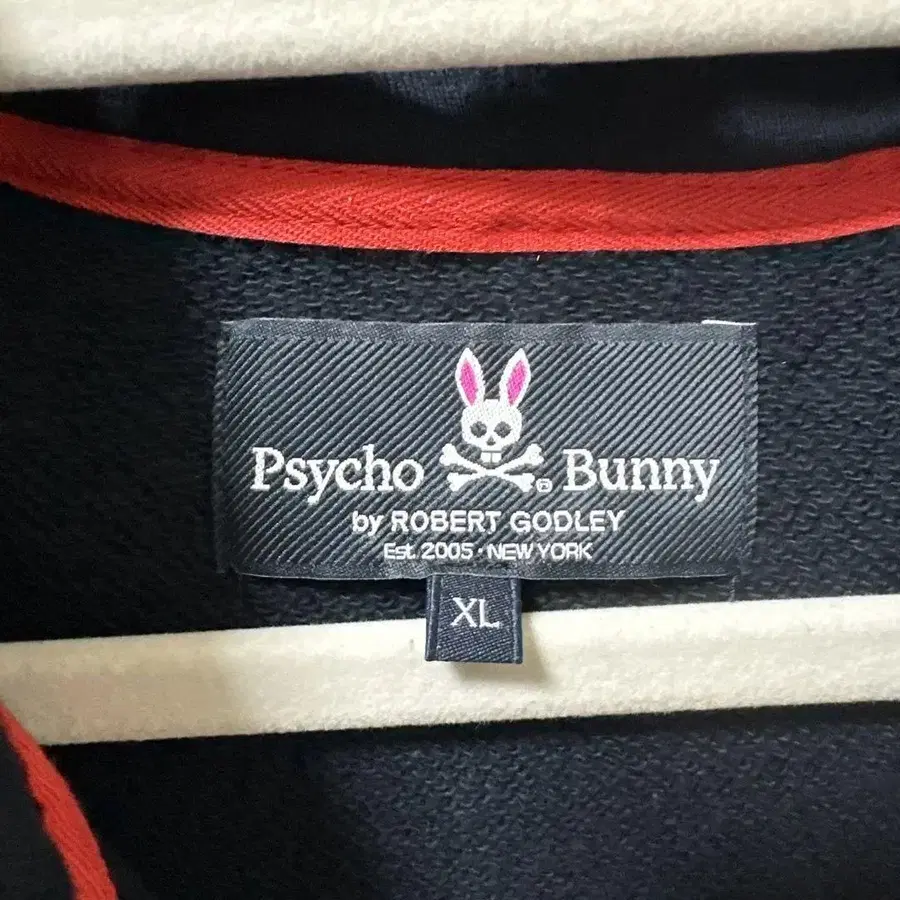 Psycho Bunny
by ROBERT GODLEY
Est. 2005 · NEW YORK
XL